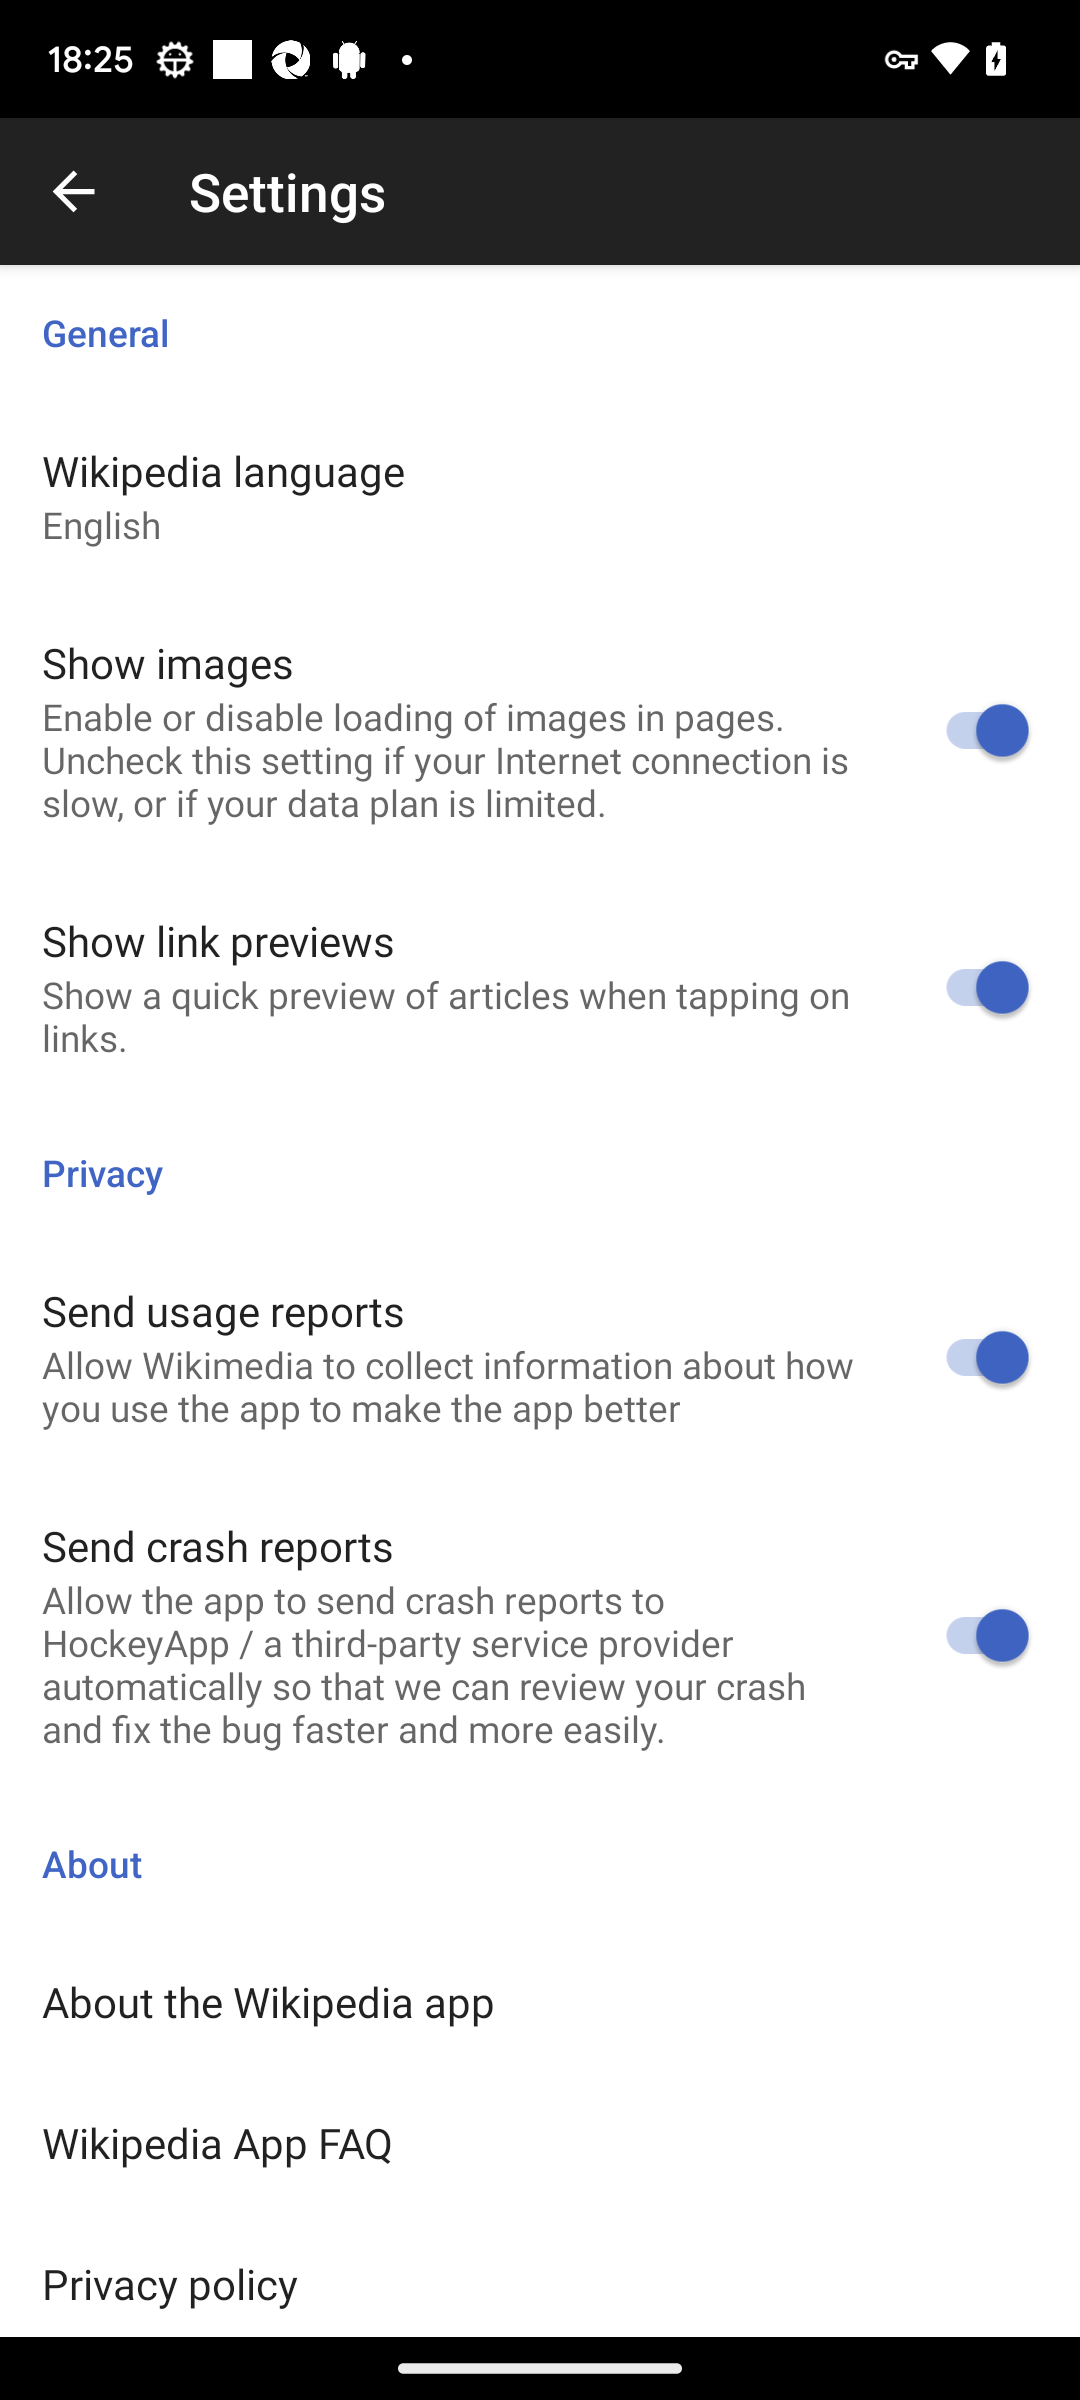 18:25
Settings
General
Wikipedia language
English
Show images
Enable or disable loading of images in pages.
Uncheck this setting if your Internet connection is
slow, or if your data plan is limited.
Show link previews
Show a quick preview of articles when tapping on
links.
Privacy
Send usage reports
Allow Wikimedia to collect information about how
you use the app to make the app better
Send crash reports
Allow the app to send crash reports to
HockeyApp / a third-party service provider
automatically so that we can review your crash
and fix the bug faster and more easily.
About
About the Wikipedia app
Wikipedia App FAQ
Privacy policy